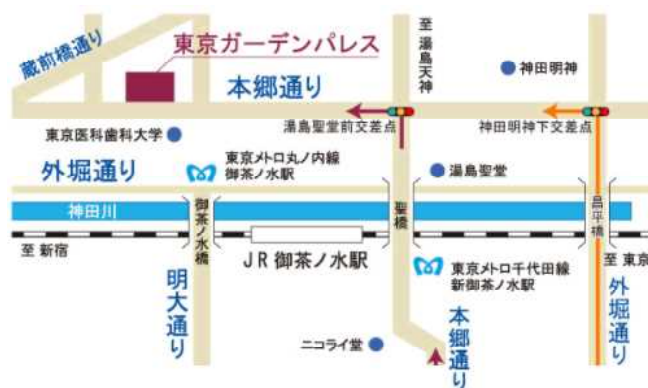 蔵前橋通り
東京ガーデンパレス
至 湯島天神
神田明神
本郷通り
東京医科歯科大学
湯島聖堂前交差点
神田明神下交差点
外堀通り
東京メトロ丸ノ内線
御茶ノ水駅
湯島聖堂
神田川
御茶ノ水橋
聖橋
昌平橋
至 新宿
JR 御茶ノ水駅
東京メトロ千代田線
新御茶ノ水駅
至 東京
明大通り
ニコライ堂
本郷通り
外堀通り